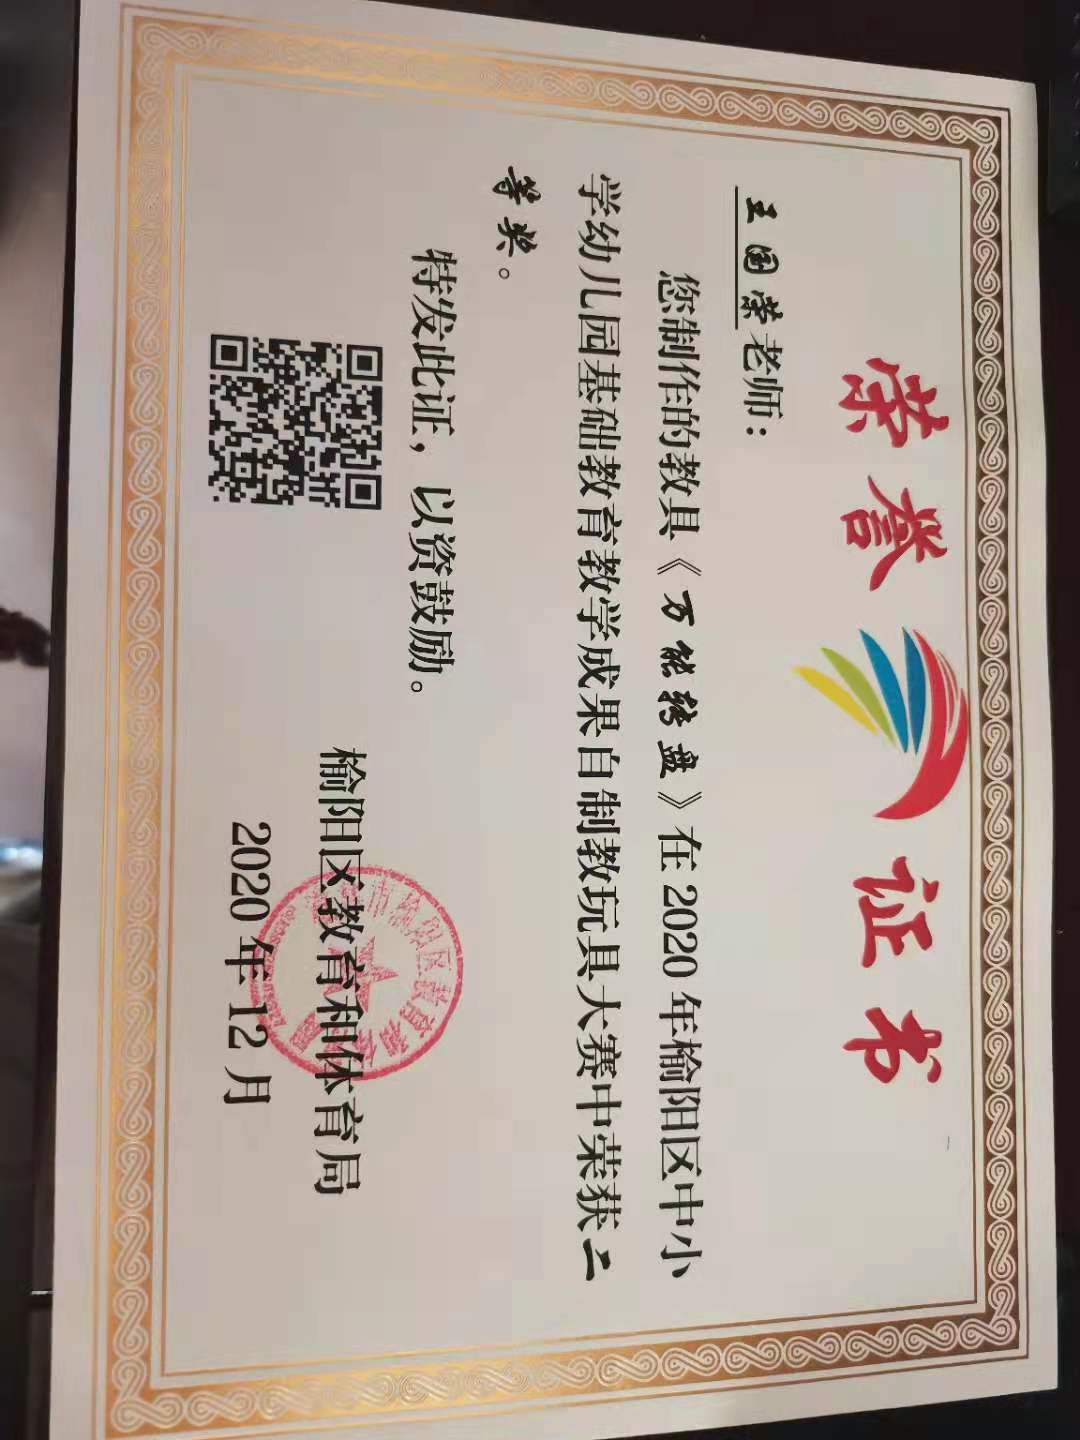 荣誉证书
王国荣老师：
您制作的教具《万能转盘》在2020年榆阳区中小
学幼儿园基础教育教学成果自制教玩具大赛中荣获二
等奖。
特发此证，以资鼓励。
榆阳区教育和体育局
2020年12月